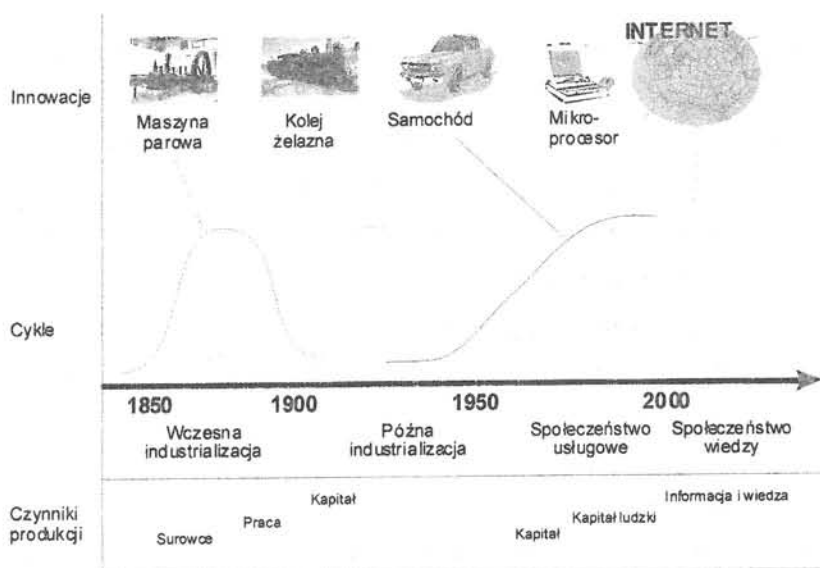 INTERNET
Innowacje
Maszyna
parowa
Kolej
żelazna
Samochód
Mikro-
procesor
Cykle
1850
1900
1950
2000
Wczesna
industrializacja
Późna
industrializacja
Społeczeństwo
usługowe
Społeczeństwo
wiedzy
Czynniki
produkcji
Surowce
Praca
Kapitał
Kapitał
Kapitał ludzki
Informacja i wiedza